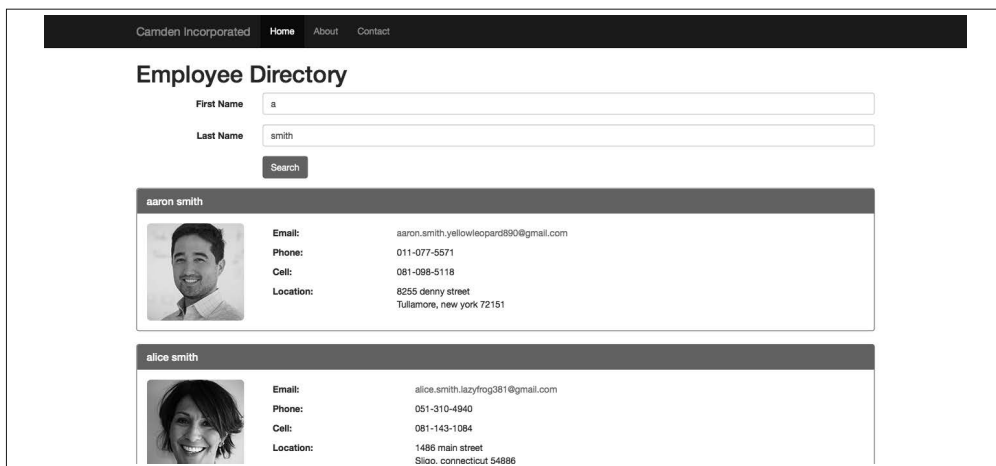 Camden Incorporated Home About Contact
Employee Directory
First Name a
Last Name smith
Search
aaron smith
Email: aaron.smith.yellowleopard890@gmail.com
Phone: 011-077-5571
Cell: 081-098-5118
Location: 8255 denny street
Tullamore, new york 72151
alice smith
Email: alice.smith.lazyfrog381@gmail.com
Phone: 051-310-4940
Cell: 081-143-1084
Location: 1486 main street
Sligo, connecticut 54886